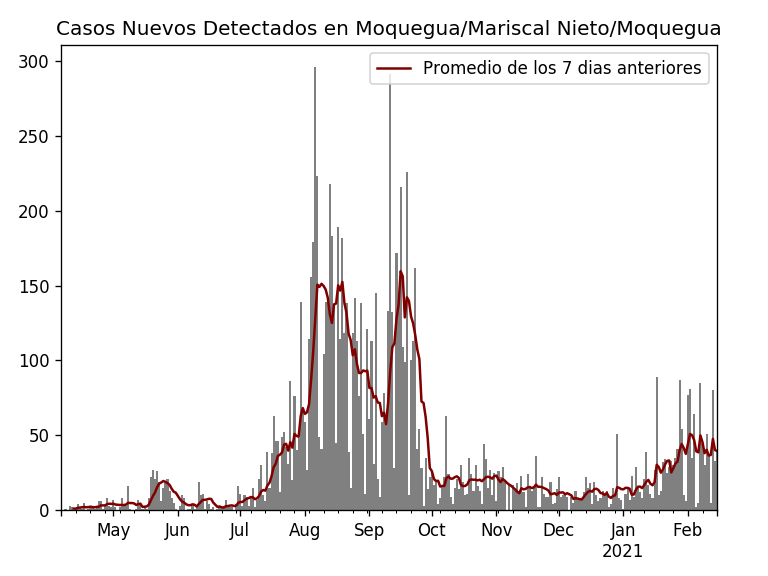 Casos Nuevos Detectados en Moquegua/Mariscal Nieto/Moquegua
Promedio de los 7 dias anteriores
300
250
200
150
100
50
0
May Jun Jul Aug Sep Oct Nov Dec Jan Feb
2021